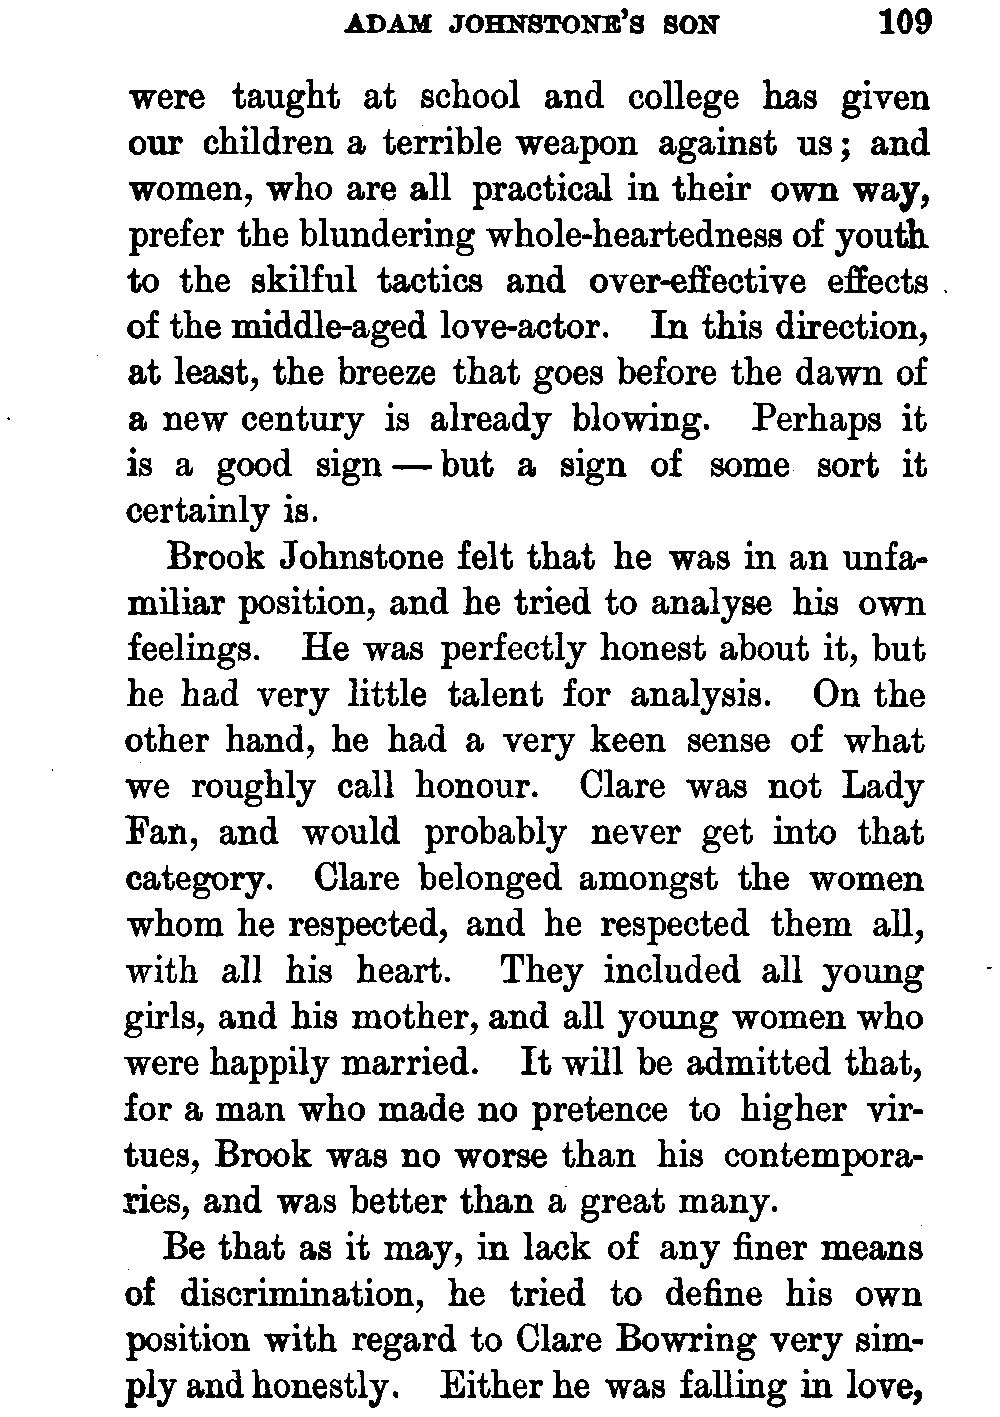 ADAM JOHNSTONE'S SON 109
were taught at school and college has given
our children a terrible weapon against us; and
women, who are all practical in their own way,
prefer the blundering whole-heartedness of youth
to the skilful tactics and over-effective effects
of the middle-aged love-actor. In this direction,
at least, the breeze that goes before the dawn of
a new century is already blowing. Perhaps it
is a good sign — but a sign of some sort it
certainly is.
Brook Johnstone felt that he was in an unfa-
miliar position, and he tried to analyse his own
feelings. He was perfectly honest about it, but
he had very little talent for analysis. On the
other hand, he had a very keen sense of what
we roughly call honour. Clare was not Lady
Fan, and would probably never get into that
category. Clare belonged amongst the women
whom he respected, and he respected them all,
with all his heart. They included all young
girls, and his mother, and all young women who
were happily married. It will be admitted that,
for a man who made no pretence to higher vir-
tues, Brook was no worse than his contempora-
ries, and was better than a great many.
Be that as it may, in lack of any finer means
of discrimination, he tried to define his own
position with regard to Clare Bowring very sim-
ply and honestly. Either he was falling in love,